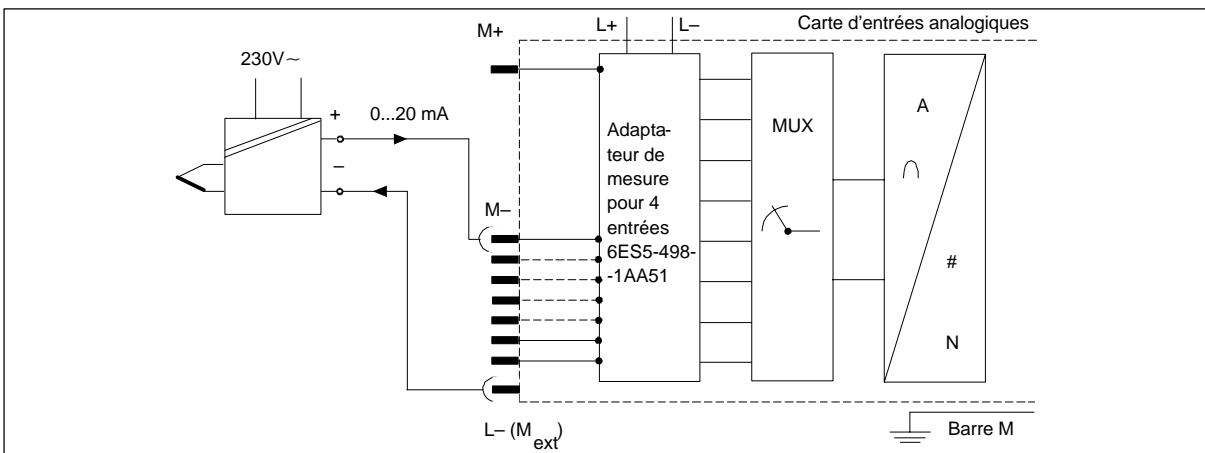 L+ L– Carte d'entrées analogiques
M+
230V~
+ 0...20 mA
–
M–
Adapta-
teur de
mesure
pour 4
entrées
6ES5-498-
-1AA51
MUX
A
∩
#
N
L– (Mext)
Barre M